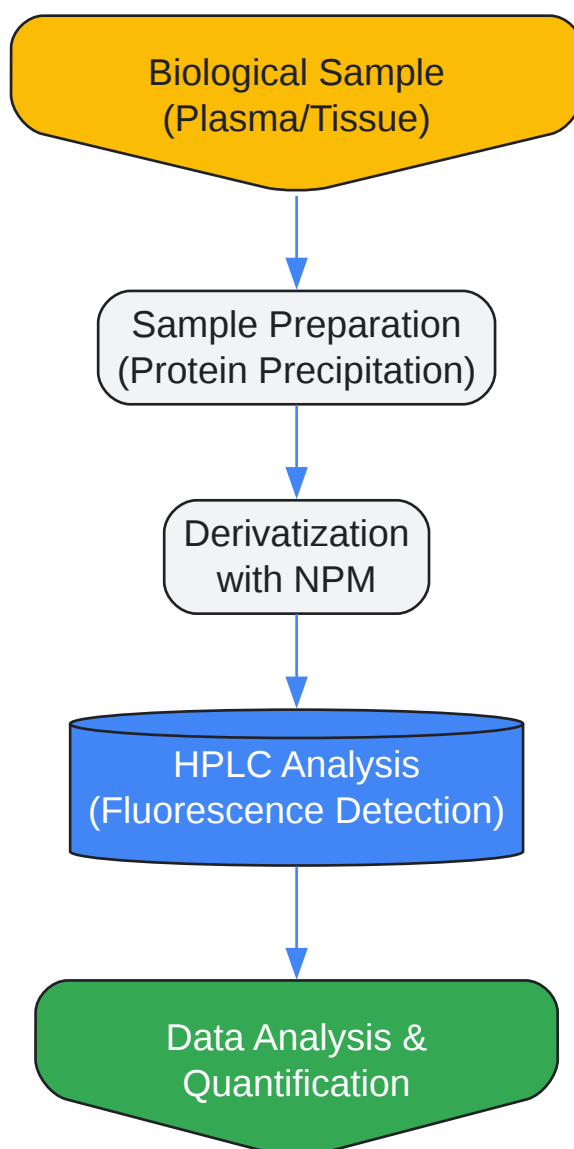 Biological Sample
(Plasma/Tissue)
Sample Preparation
(Protein Precipitation)
Derivatization
with NPM
HPLC Analysis
(Fluorescence Detection)
Data Analysis &
Quantification